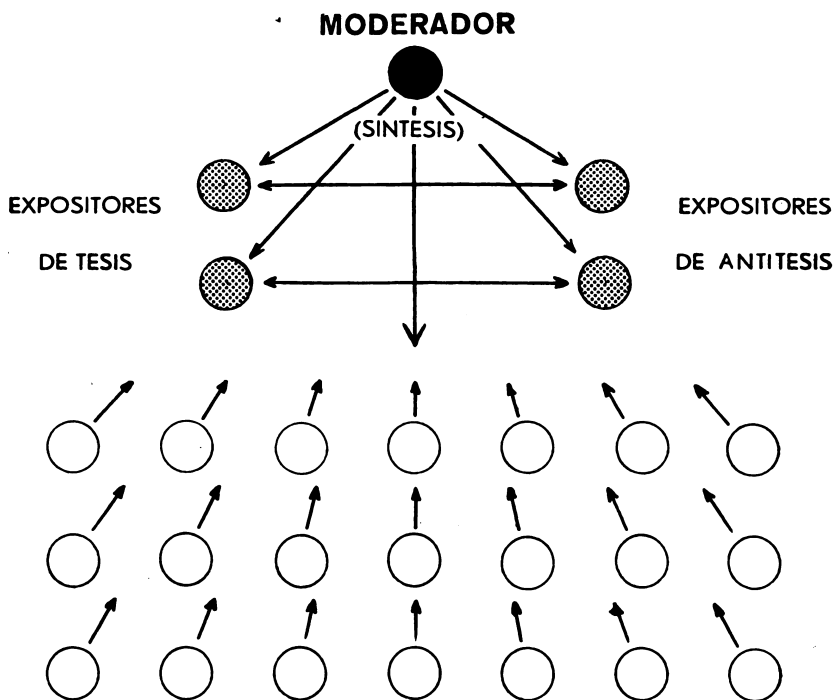 MODERADOR
(SINTESIS)
EXPOSITORES
DE TESIS
EXPOSITORES
DE ANTITESIS